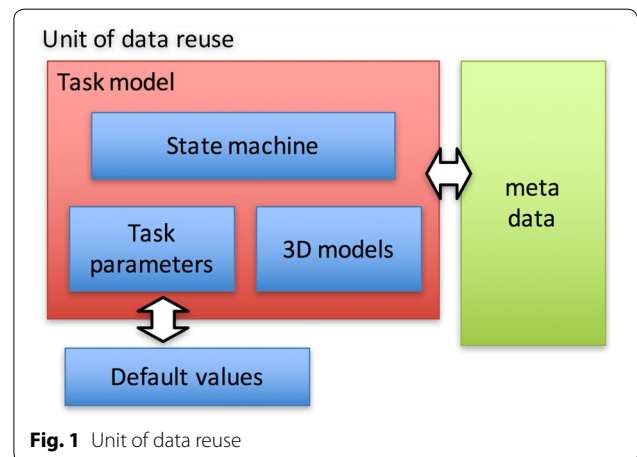 Unit of data reuse
Task model
State machine
Task
parameters
3D models
meta
data
Default values
Fig. 1 Unit of data reuse